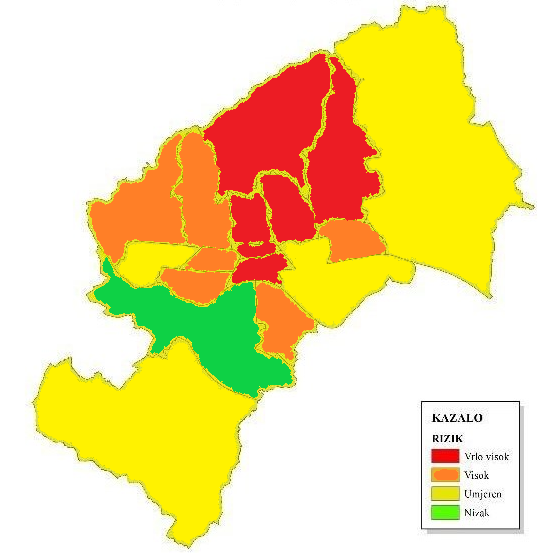 KAZALO
RIZIK
Vrlo visok
Visok
Umjeren
Nizak